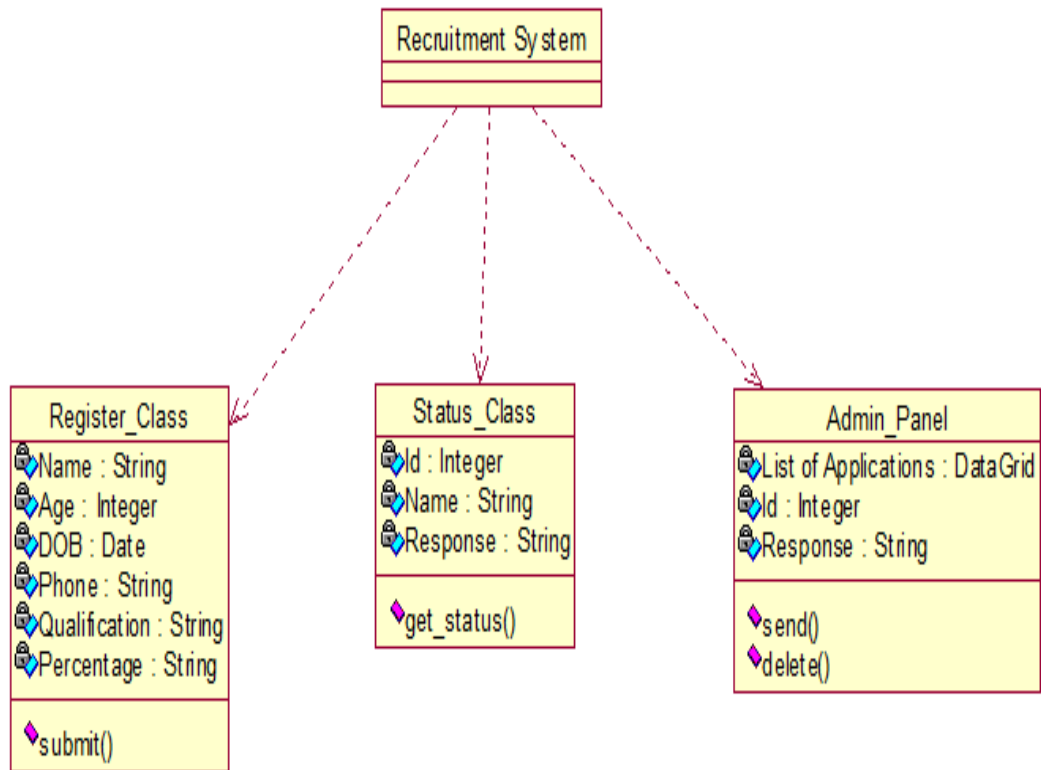 Recruitment System
Register_Class
Name : String
Age : Integer
DOB : Date
Phone : String
Qualification : String
Percentage : String
submit()
Status_Class
Id : Integer
Name : String
Response : String
get_status()
Admin_Panel
List of Applications : DataGrid
Id : Integer
Response : String
send()
delete()